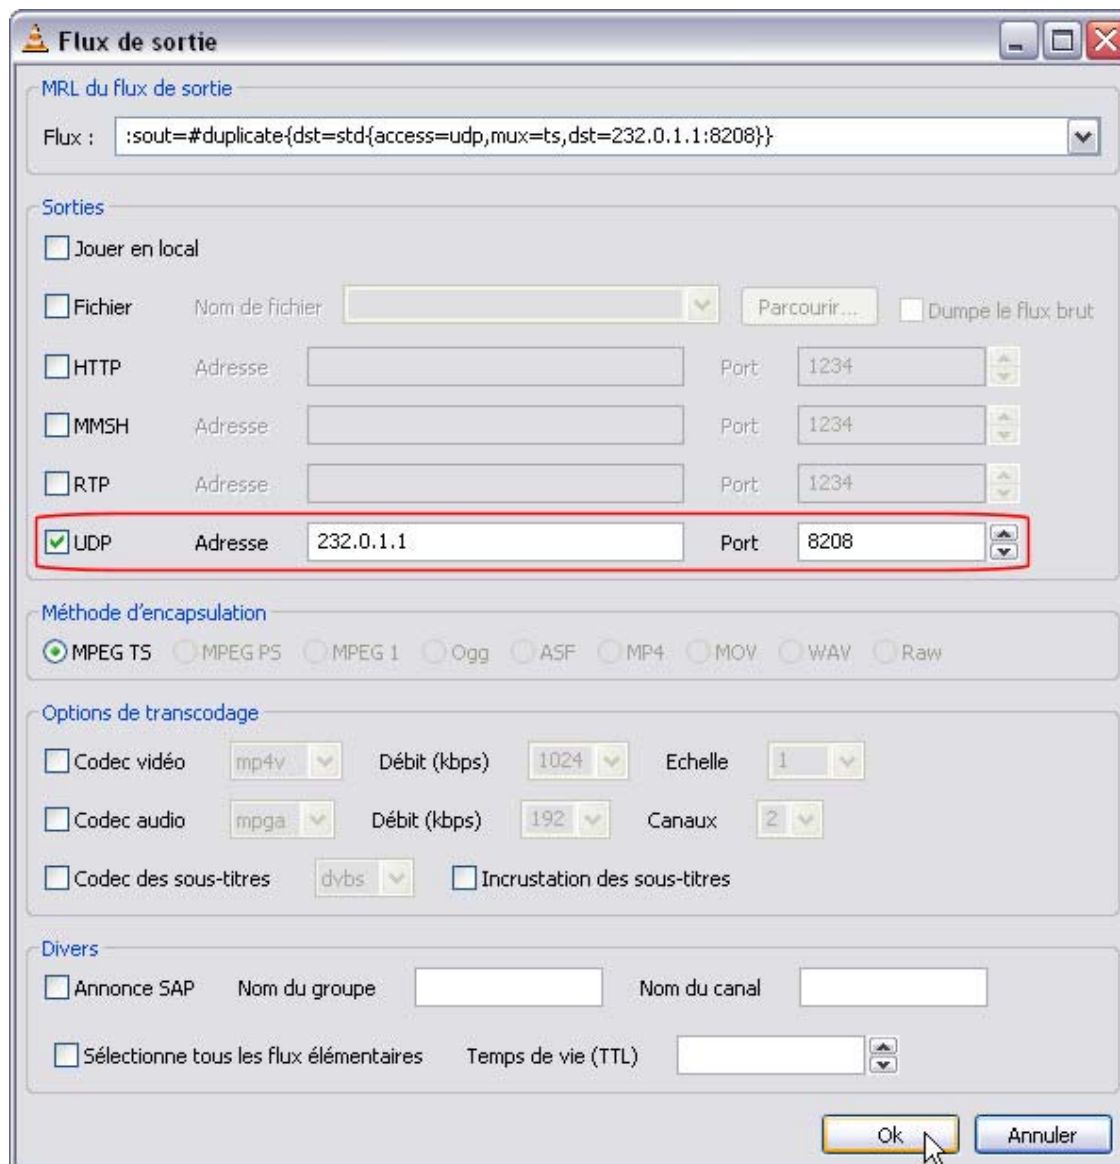 Flux de sortie
MRL du flux de sortie
Flux : :sout=#duplicate{dst=std{access=udp,mux=ts,dst=232.0.1.1:8208}}
Sorties
Jouer en local
Fichier Nom de fichier Parcourir... Dumpe le flux brut
HTTP Adresse Port 1234
MMSH Adresse Port 1234
RTP Adresse Port 1234
UDP Adresse 232.0.1.1 Port 8208
Méthode d'encapsulation
MPEG TS MPEG PS MPEG 1 Ogg ASF MP4 MOV WAV Raw
Options de transcodage
Codec vidéo mp4v Débit (kbps) 1024 Echelle 1
Codec audio mpga Débit (kbps) 192 Canaux 2
Codec des sous-titres dvbs Incrustation des sous-titres
Divers
Annonce SAP Nom du groupe Nom du canal
Sélectionne tous les flux élémentaires Temps de vie (TTL)
Ok Annuler